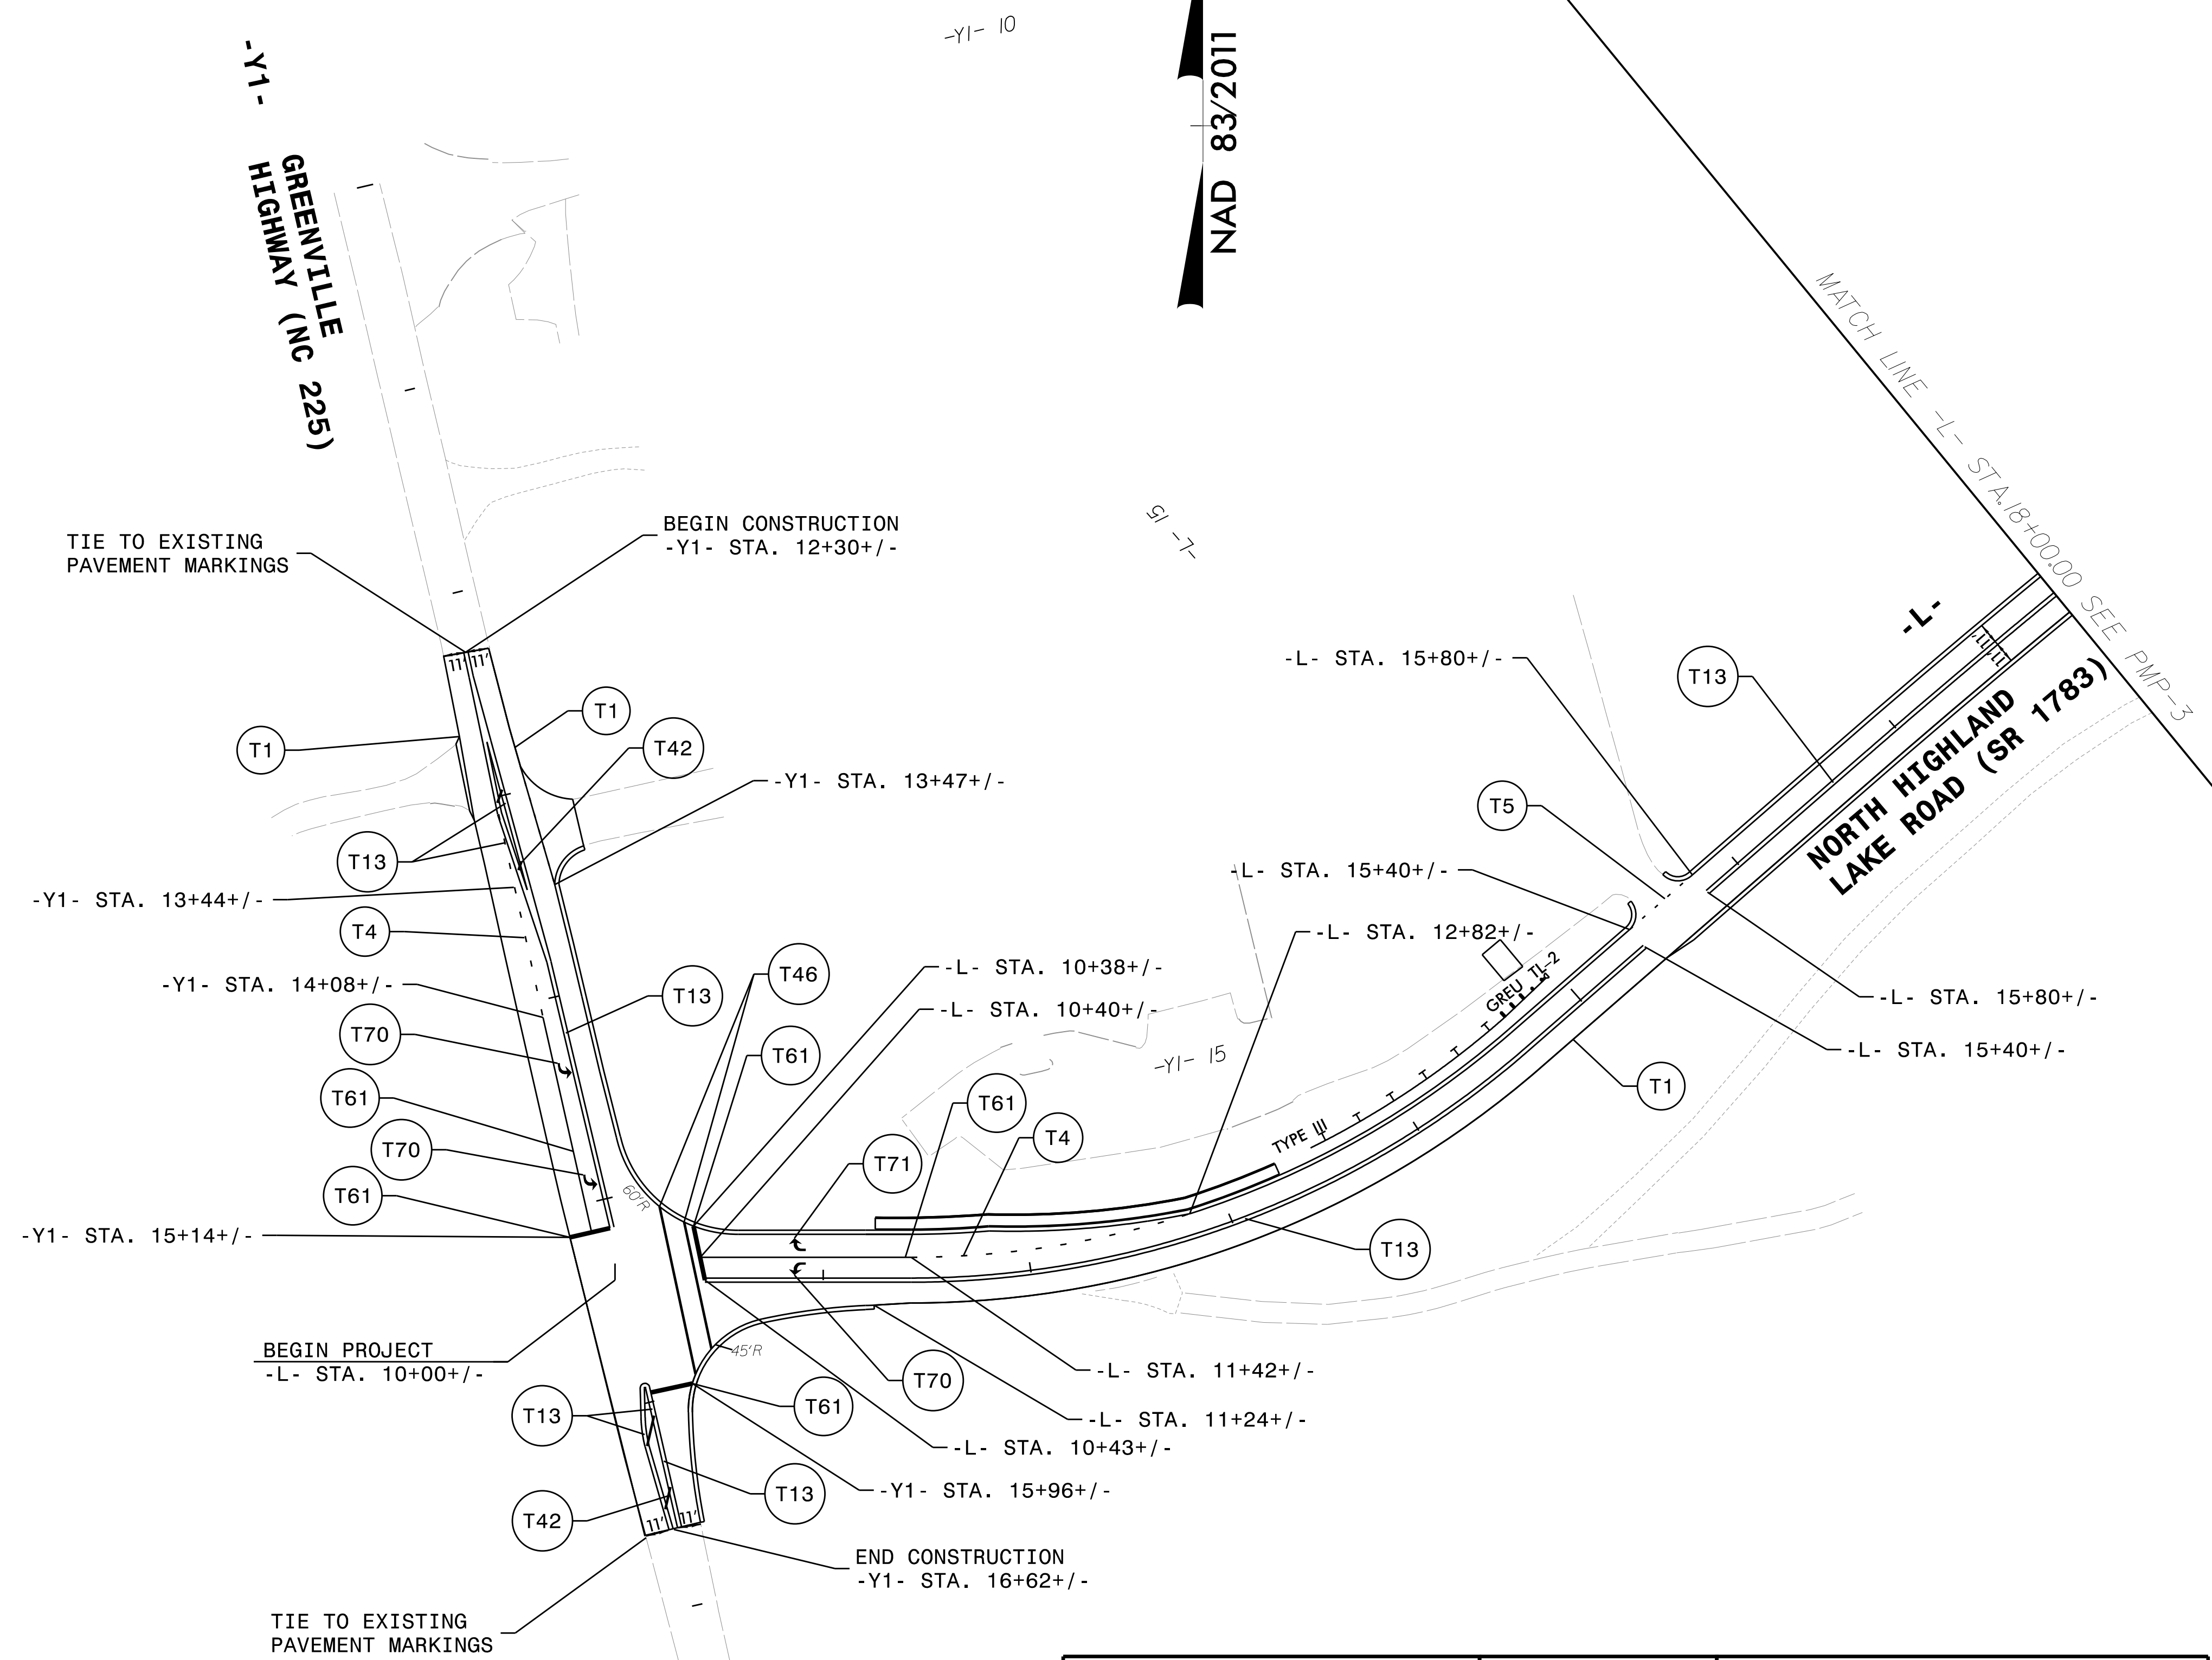 -Y1- 10
-Y1-
GREENVILLE
HIGHWAY (NC 225)
NAD 83/2011
MATCH LINE -L- STA.18+00.00 SEE PMP-3
-L- 15
TIE TO EXISTING
PAVEMENT MARKINGS
BEGIN CONSTRUCTION
-Y1- STA. 12+30+/-
11'
11'
-L-
NORTH HIGHLAND
LAKE ROAD (SR 1783)
-L- STA. 15+80+/-
T13
T1
T1
T42
-Y1- STA. 13+47+/-
T5
T13
-L- STA. 15+40+/-
-Y1- STA. 13+44+/-
T4
-L- STA. 12+82+/-
GREU TL-2
T46
-L- STA. 10+38+/-
-Y1- STA. 14+08+/-
T13
-L- STA. 15+80+/-
-L- STA. 10+40+/-
T70
T61
-Y1- 15
-L- STA. 15+40+/-
T61
T61
T1
T4
TYPE III
T70
T71
T61
60'R
-Y1- STA. 15+14+/-
T13
BEGIN PROJECT
-L- STA. 10+00+/-
45'R
-L- STA. 11+42+/-
T70
T13
T61
-L- STA. 11+24+/-
-L- STA. 10+43+/-
T13
-Y1- STA. 15+96+/-
T42
11'
11'
END CONSTRUCTION
-Y1- STA. 16+62+/-
TIE TO EXISTING
PAVEMENT MARKINGS